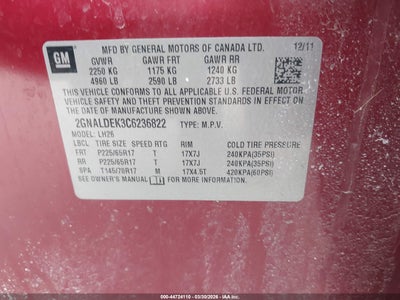 GM
MFD BY GENERAL MOTORS OF CANADA LTD. 12/11
GVWR GAWR FRT GAWR RR
2250 KG 1175 KG 1240 KG
4960 LB 2590 LB 2733 LB
THIS VEHICLE CONFORMS TO ALL APPLICABLE U.S. FEDERAL MOTOR
VEHICLE SAFETY, BUMPER, AND THEFT PREVENTION STANDARDS IN
EFFECT ON THE DATE OF MANUFACTURE SHOWN ABOVE.
2GNALDEK3C6236822 TYPE: M.P.V.
MODEL: LH26
LBCL TIRE SIZE SPEED RTG RIM COLD TIRE PRESSURE
FRT P225/65R17 T 17X7J 240KPA(35PSI)
RR P225/65R17 T 17X7J 240KPA(35PSI)
SPA T145/70R17 M 17X4.5T 420KPA(60PSI)
SEE OWNER'S MANUAL FOR ADDITIONAL INFORMATION.
000-44724110 - 03/30/2026 -